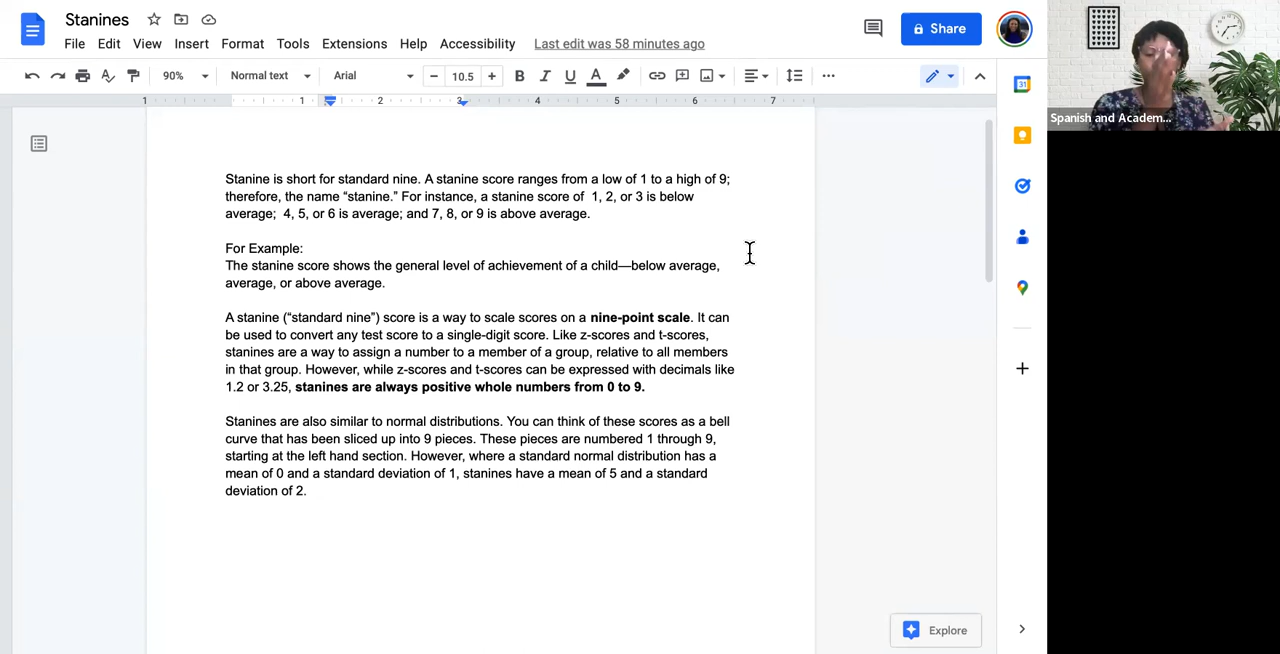 Stanines
File Edit View Insert Format Tools Extensions Help Accessibility Last edit was 58 minutes ago
Share
90% Normal text Arial 10.5 B I U A
1 1 2 3 4 5 6 7
31
Spanish and Academ...
Stanine is short for standard nine. A stanine score ranges from a low of 1 to a high of 9;
therefore, the name “stanine.” For instance, a stanine score of  1, 2, or 3 is below
average;  4, 5, or 6 is average; and 7, 8, or 9 is above average.
For Example:
The stanine score shows the general level of achievement of a child—below average,
average, or above average.
A stanine (“standard nine”) score is a way to scale scores on a nine-point scale. It can
be used to convert any test score to a single-digit score. Like z-scores and t-scores,
stanines are a way to assign a number to a member of a group, relative to all members
in that group. However, while z-scores and t-scores can be expressed with decimals like
1.2 or 3.25, stanines are always positive whole numbers from 0 to 9.
Stanines are also similar to normal distributions. You can think of these scores as a bell
curve that has been sliced up into 9 pieces. These pieces are numbered 1 through 9,
starting at the left hand section. However, where a standard normal distribution has a
mean of 0 and a standard deviation of 1, stanines have a mean of 5 and a standard
deviation of 2.
Explore